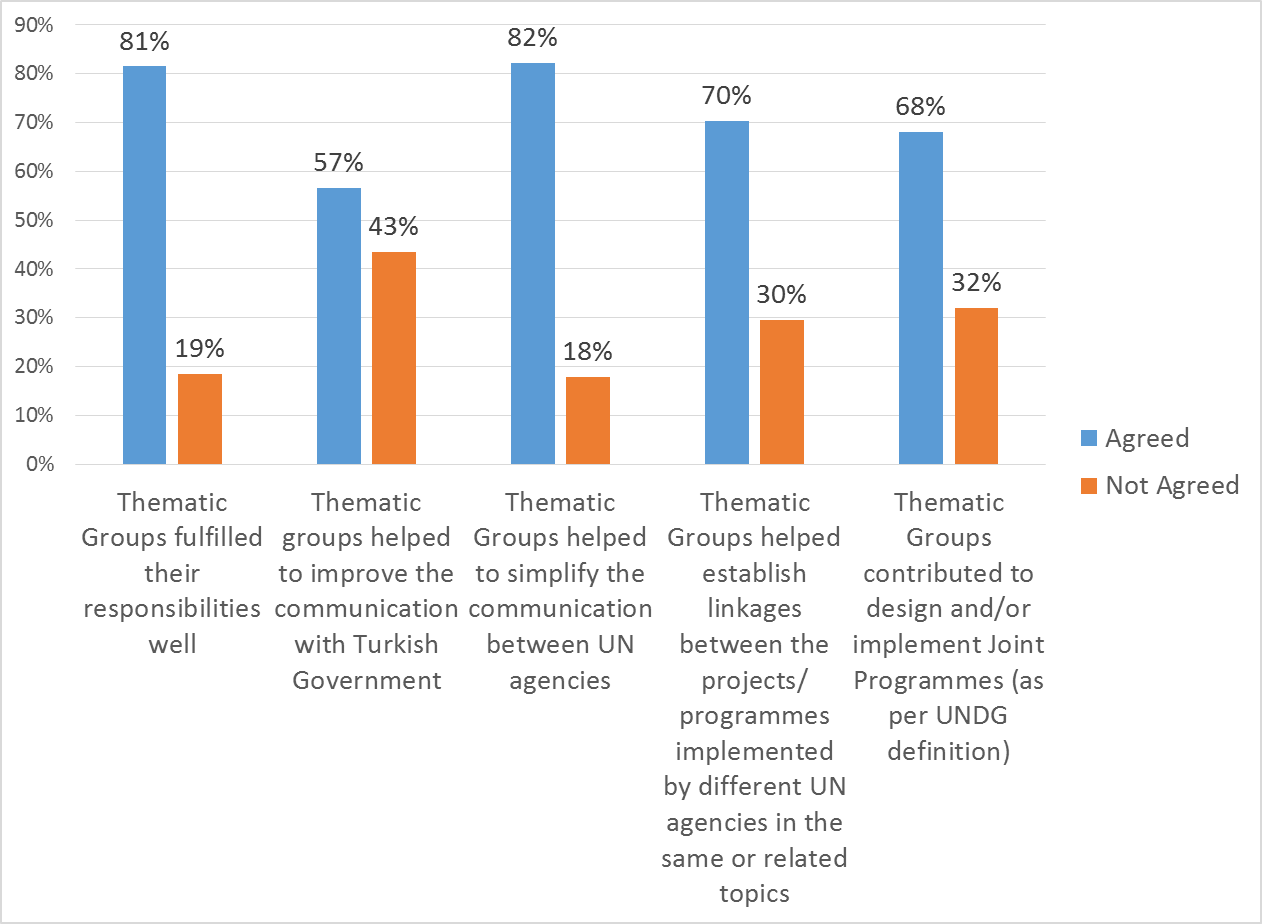 90%
80%
70%
60%
50%
40%
30%
20%
10%
0%
81%
19%
57%
43%
82%
18%
70%
30%
68%
32%
Thematic
Groups fulfilled
their
responsibilities
well
Thematic
groups helped
to improve the
communication
with Turkish
Government
Thematic
Groups helped
to simplify the
communication
between UN
agencies
Thematic
Groups helped
establish
linkages
between the
projects/
programmes
implemented
by different UN
agencies in the
same or related
topics
Thematic
Groups
contributed to
design and/or
implement Joint
Programmes (as
per UNDG
definition)
Agreed
Not Agreed